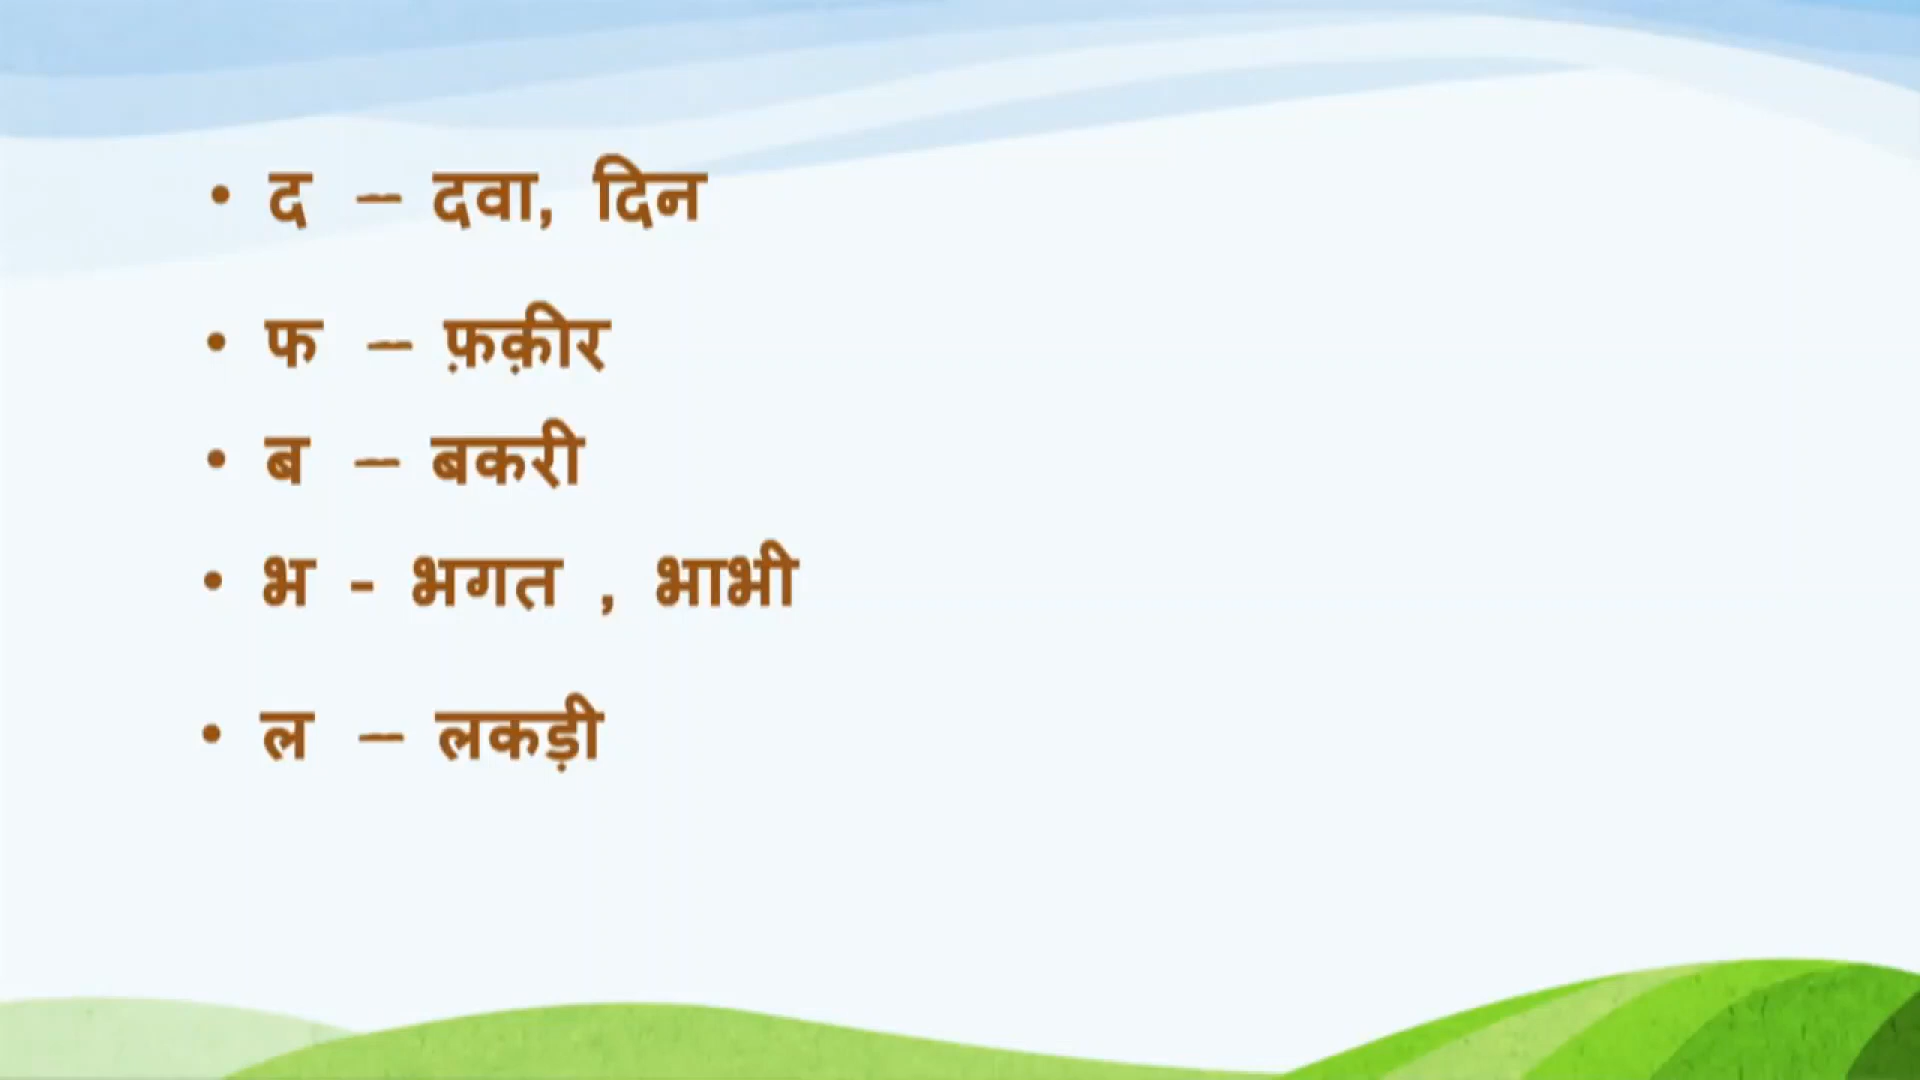 • द – दवा, दिन
• फ – फ़क़ीर
• ब – बकरी
• भ - भगत , भाभी
• ल – लकड़ी